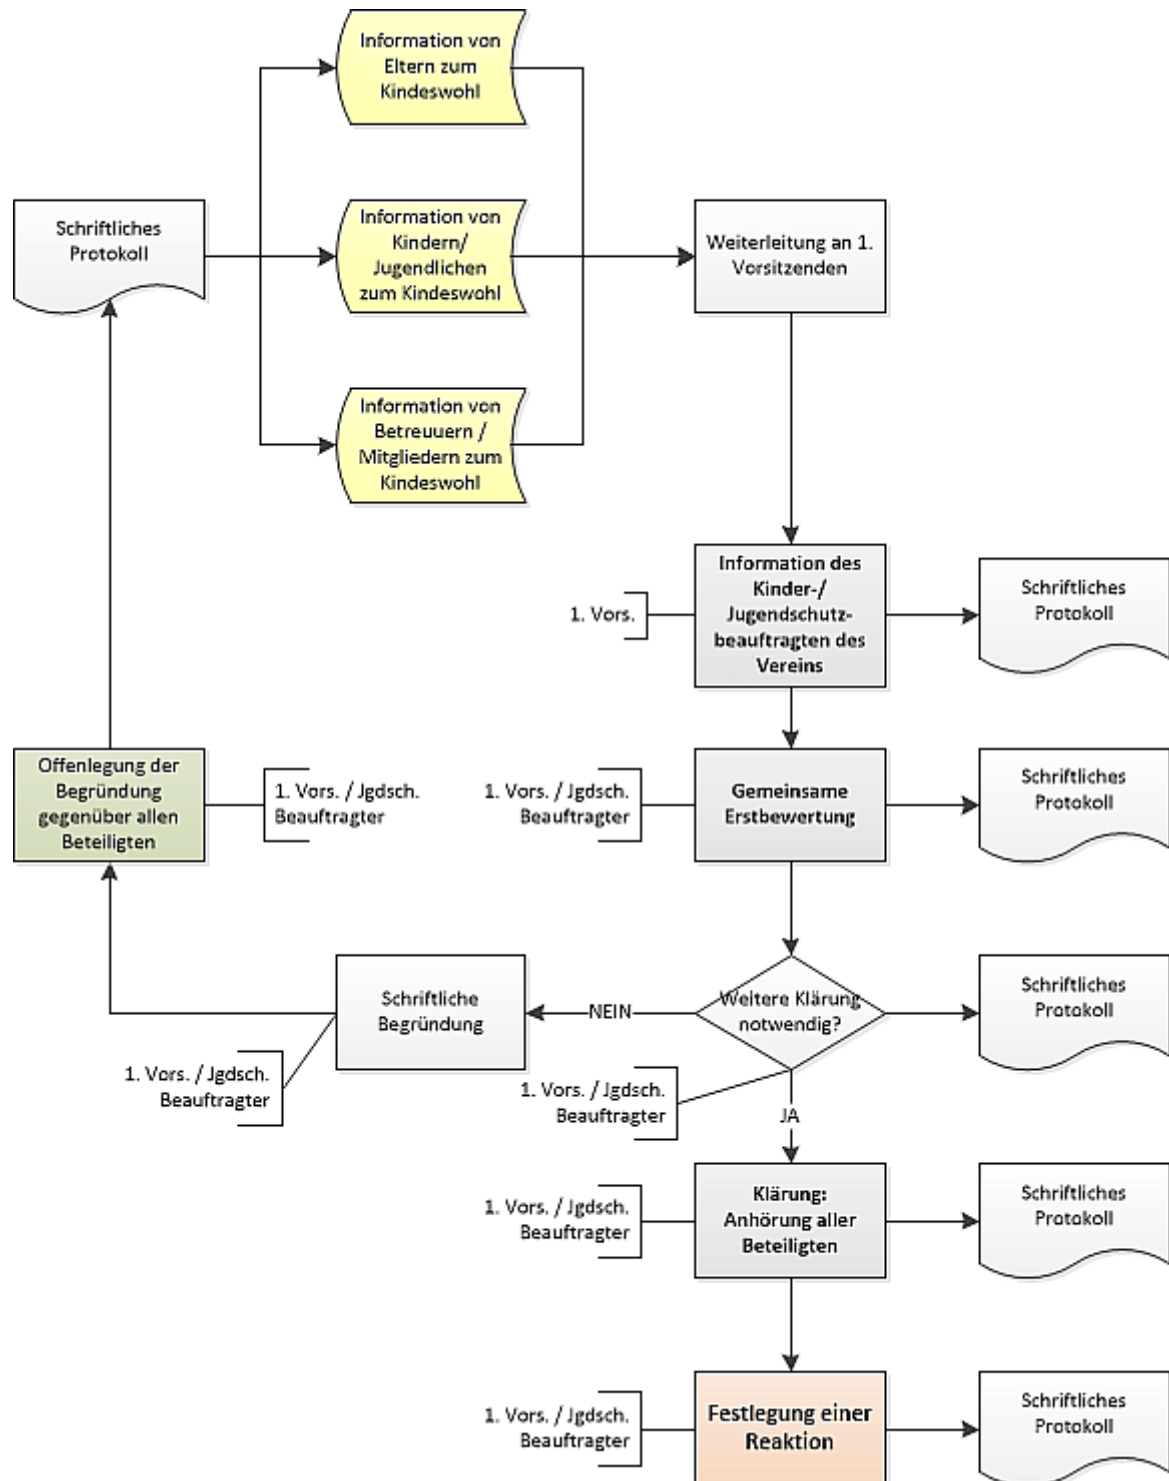 Information von
Eltern zum
Kindeswohl
Schriftliches
Protokoll
Information von
Kindern/
Jugendlichen
zum Kindeswohl
Weiterleitung an 1.
Vorsitzenden
Information von
Betreuuern /
Mitgliedern zum
Kindeswohl
1. Vors.
Information des
Kinder-/
Jugendschutz-
beauftragten des
Vereins
Schriftliches
Protokoll
Offenlegung der
Begründung
gegenüber allen
Beteiligten
1. Vors. / Jgdsch.
Beauftragter
1. Vors. / Jgdsch.
Beauftragter
Gemeinsame
Erstbewertung
Schriftliches
Protokoll
Schriftliche
Begründung
NEIN
Weitere Klärung
notwendig?
Schriftliches
Protokoll
1. Vors. / Jgdsch.
Beauftragter
1. Vors. / Jgdsch.
Beauftragter
JA
1. Vors. / Jgdsch.
Beauftragter
Klärung:
Anhörung aller
Beteiligten
Schriftliches
Protokoll
1. Vors. / Jgdsch.
Beauftragter
Festlegung einer
Reaktion
Schriftliches
Protokoll